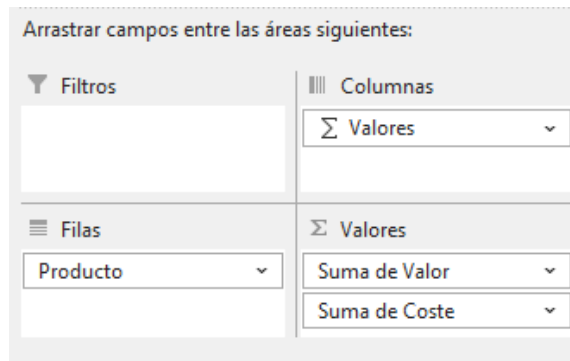 Arrastrar campos entre las áreas siguientes:
Filtros
Columnas
Σ Valores
Filas
Σ Valores
Producto
Suma de Valor
Suma de Coste